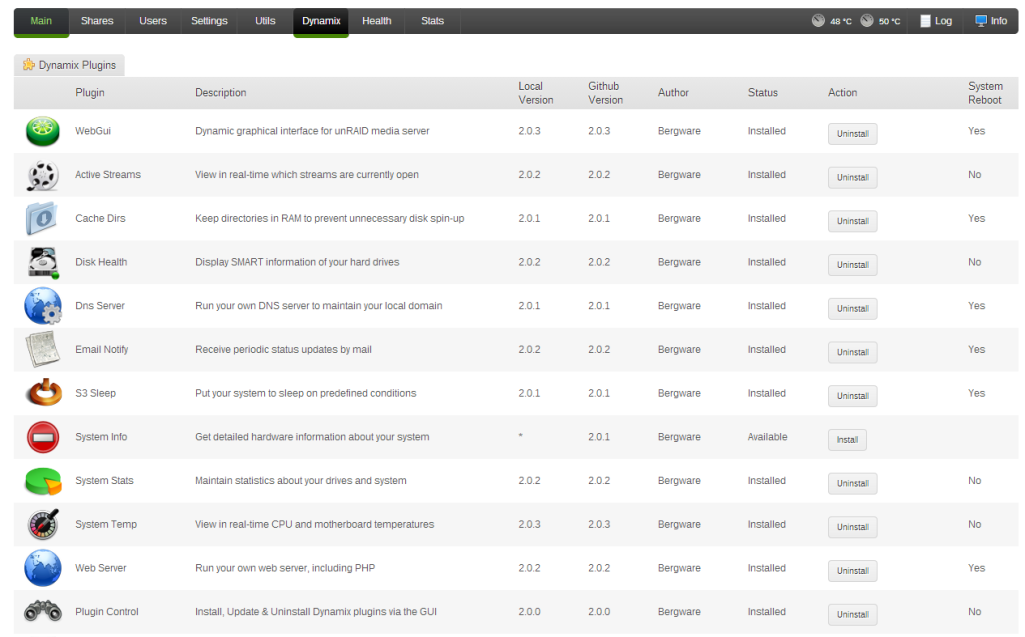 Main Shares Users Settings Utils Dynamix Health Stats 48 °C 50 °C Log Info
Dynamix Plugins
Plugin Description Local Version Github Version Author Status Action System Reboot
WebGui Dynamic graphical interface for unRAID media server 2.0.3 2.0.3 Bergware Installed Uninstall Yes
Active Streams View in real-time which streams are currently open 2.0.2 2.0.2 Bergware Installed Uninstall No
Cache Dirs Keep directories in RAM to prevent unnecessary disk spin-up 2.0.1 2.0.1 Bergware Installed Uninstall Yes
Disk Health Display SMART information of your hard drives 2.0.2 2.0.2 Bergware Installed Uninstall No
Dns Server Run your own DNS server to maintain your local domain 2.0.1 2.0.1 Bergware Installed Uninstall Yes
Email Notify Receive periodic status updates by mail 2.0.2 2.0.2 Bergware Installed Uninstall Yes
S3 Sleep Put your system to sleep on predefined conditions 2.0.1 2.0.1 Bergware Installed Uninstall Yes
System Info Get detailed hardware information about your system * 2.0.1 Bergware Available Install
System Stats Maintain statistics about your drives and system 2.0.2 2.0.2 Bergware Installed Uninstall No
System Temp View in real-time CPU and motherboard temperatures 2.0.3 2.0.3 Bergware Installed Uninstall No
Web Server Run your own web server, including PHP 2.0.2 2.0.2 Bergware Installed Uninstall Yes
Plugin Control Install, Update & Uninstall Dynamix plugins via the GUI 2.0.0 2.0.0 Bergware Installed Uninstall No